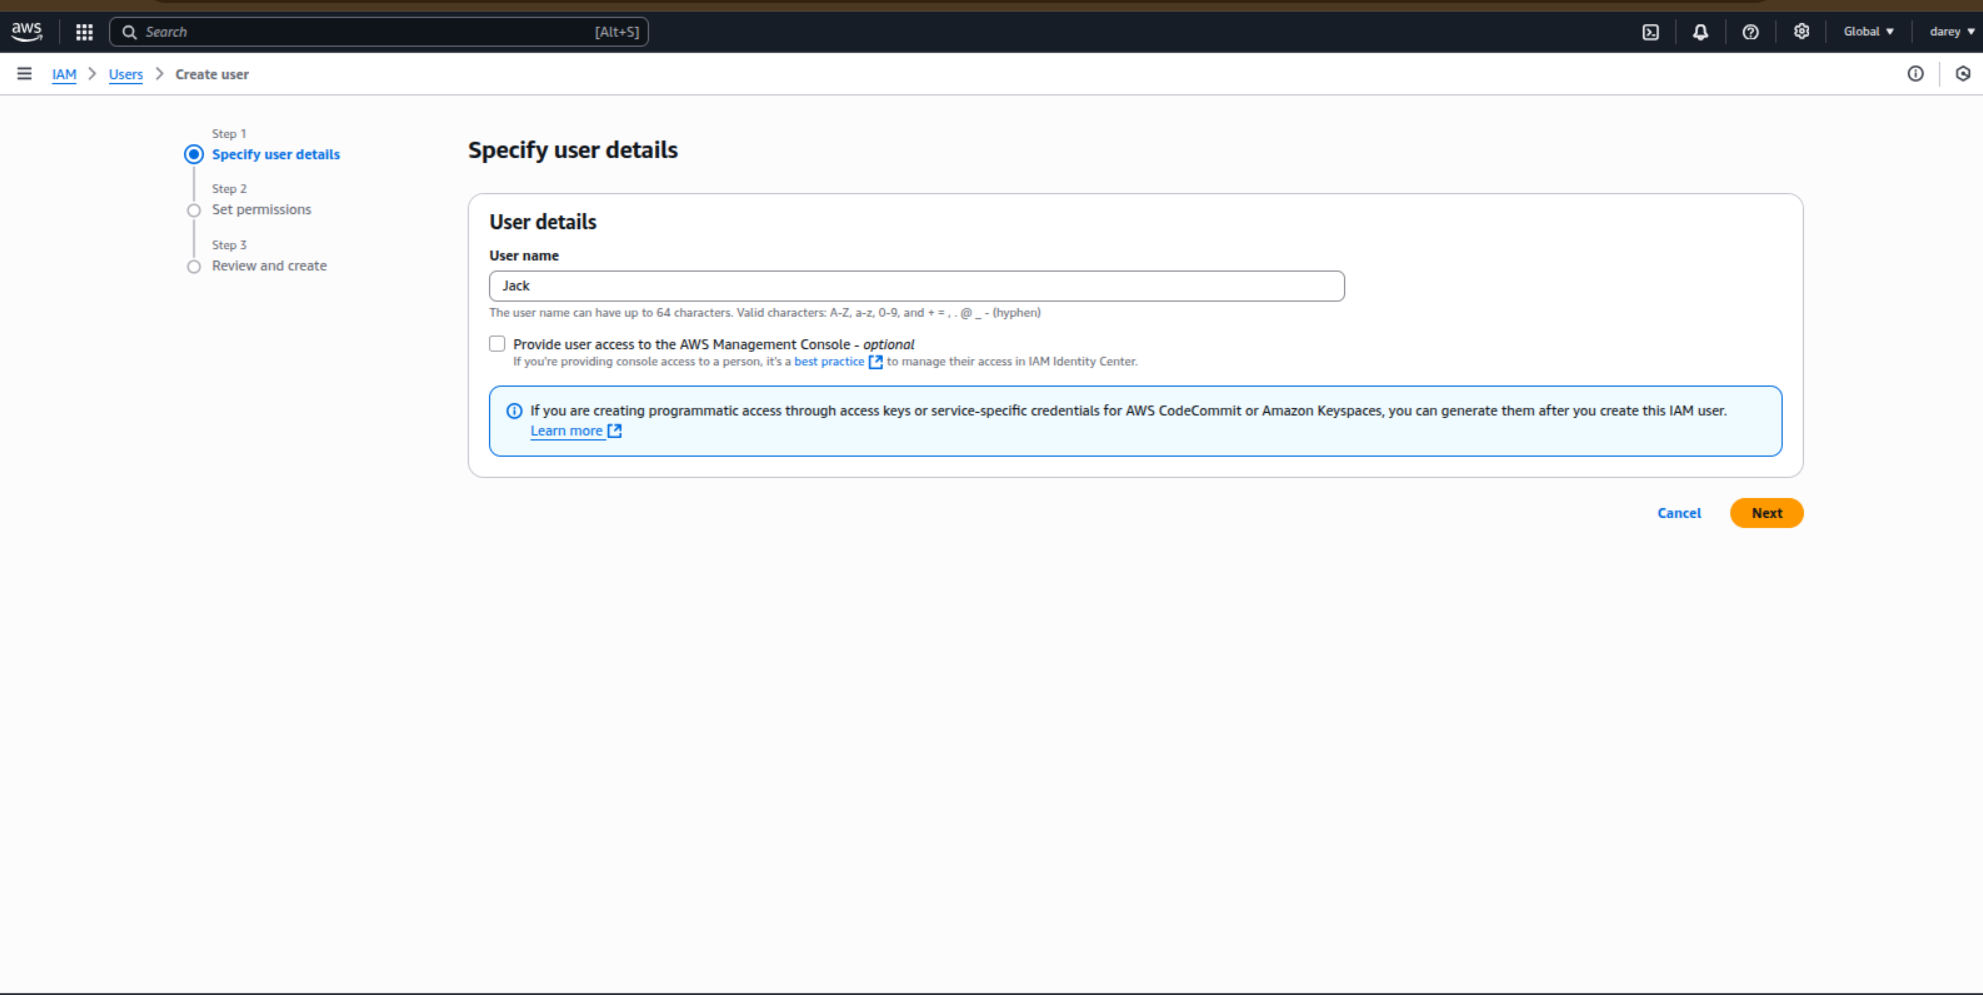 aws
Search [Alt+S]
Global
darey
IAM > Users > Create user
Step 1
Specify user details
Step 2
Set permissions
Step 3
Review and create
Specify user details
User details
User name
Jack
The user name can have up to 64 characters. Valid characters: A-Z, a-z, 0-9, and + = , . @ _ - (hyphen)
Provide user access to the AWS Management Console - optional
If you're providing console access to a person, it's a best practice to manage their access in IAM Identity Center.
If you are creating programmatic access through access keys or service-specific credentials for AWS CodeCommit or Amazon Keyspaces, you can generate them after you create this IAM user.
Learn more
Cancel
Next